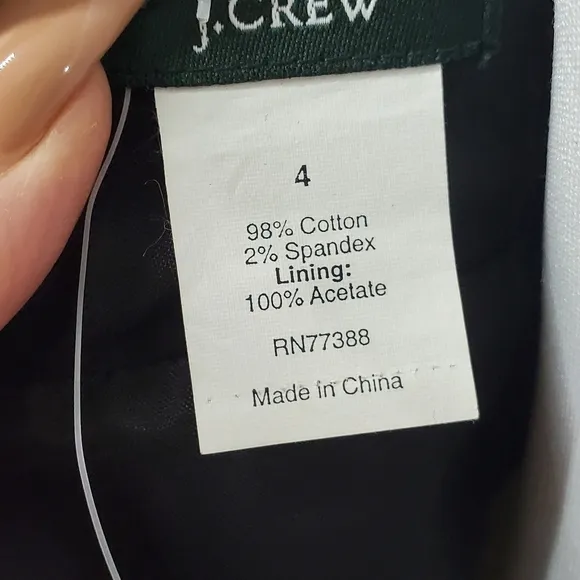 J.CREW
4
98% Cotton
2% Spandex
Lining:
100% Acetate
RN77388
Made in China